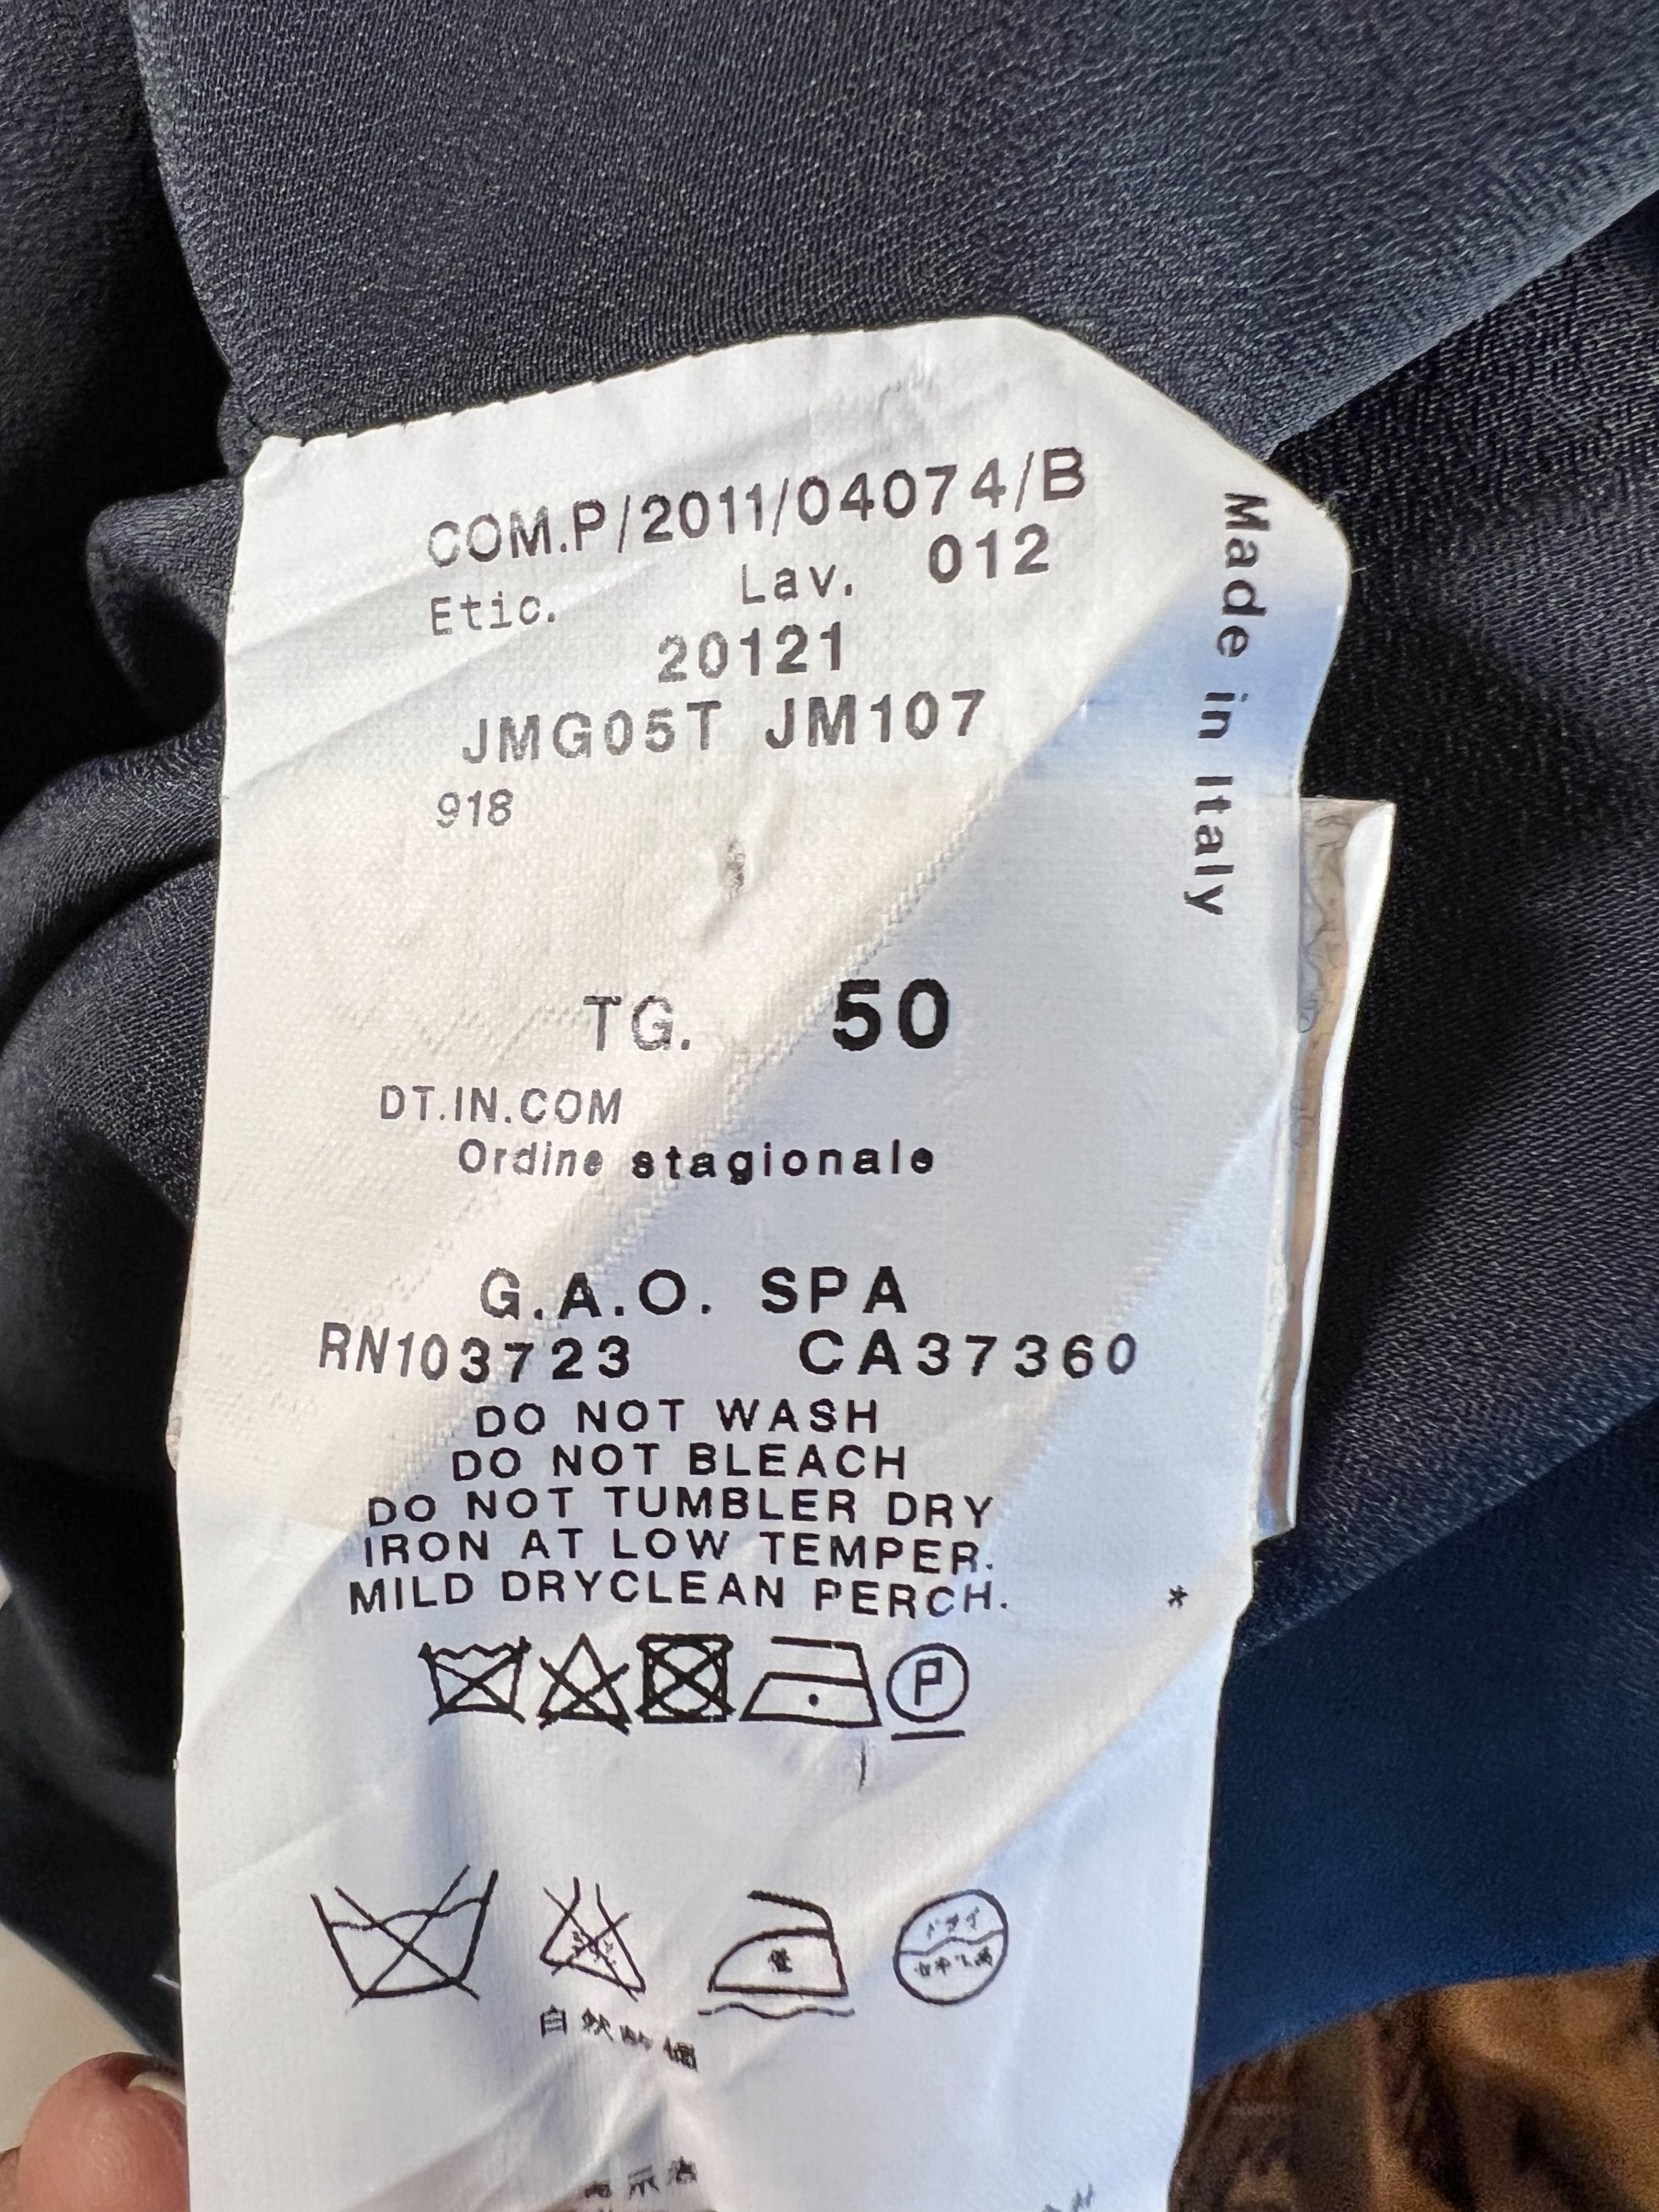 COM.P/2011/04074/B
Etic. Lav. 012
20121
JMG05T JM107
918
Made in Italy
TG. 50
DT.IN.COM
Ordine stagionale
G.A.O. SPA
RN103723 CA37360
DO NOT WASH
DO NOT BLEACH
DO NOT TUMBLER DRY
IRON AT LOW TEMPER.
MILD DRYCLEAN PERCH. *
P